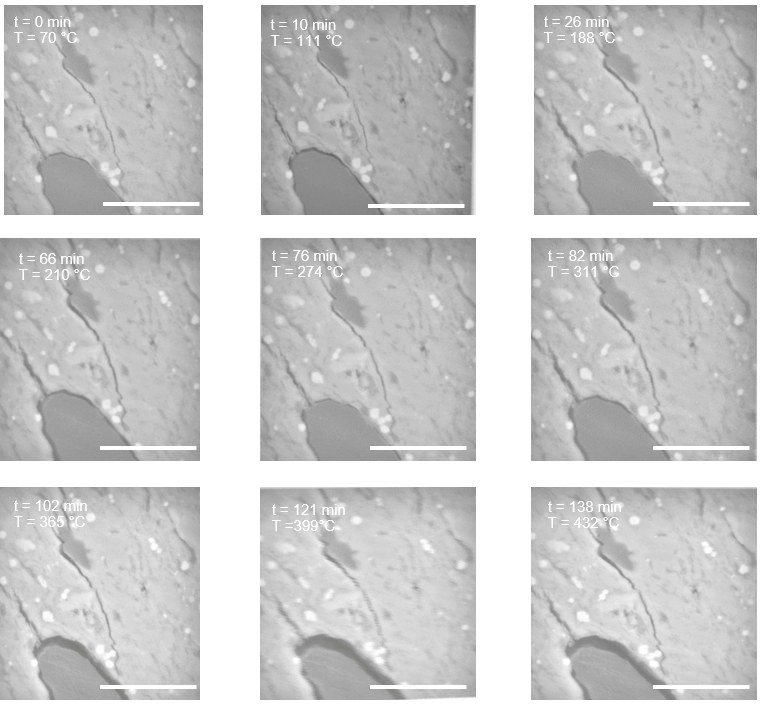 t = 0 min
T = 70 °C
t = 10 min
T = 111 °C
t = 26 min
T = 188 °C
t = 66 min
T = 210 °C
t = 76 min
T = 274 °C
t = 82 min
T = 311 °C
t = 102 min
T = 365 °C
t = 121 min
T =399°C
t = 138 min
T = 432 °C